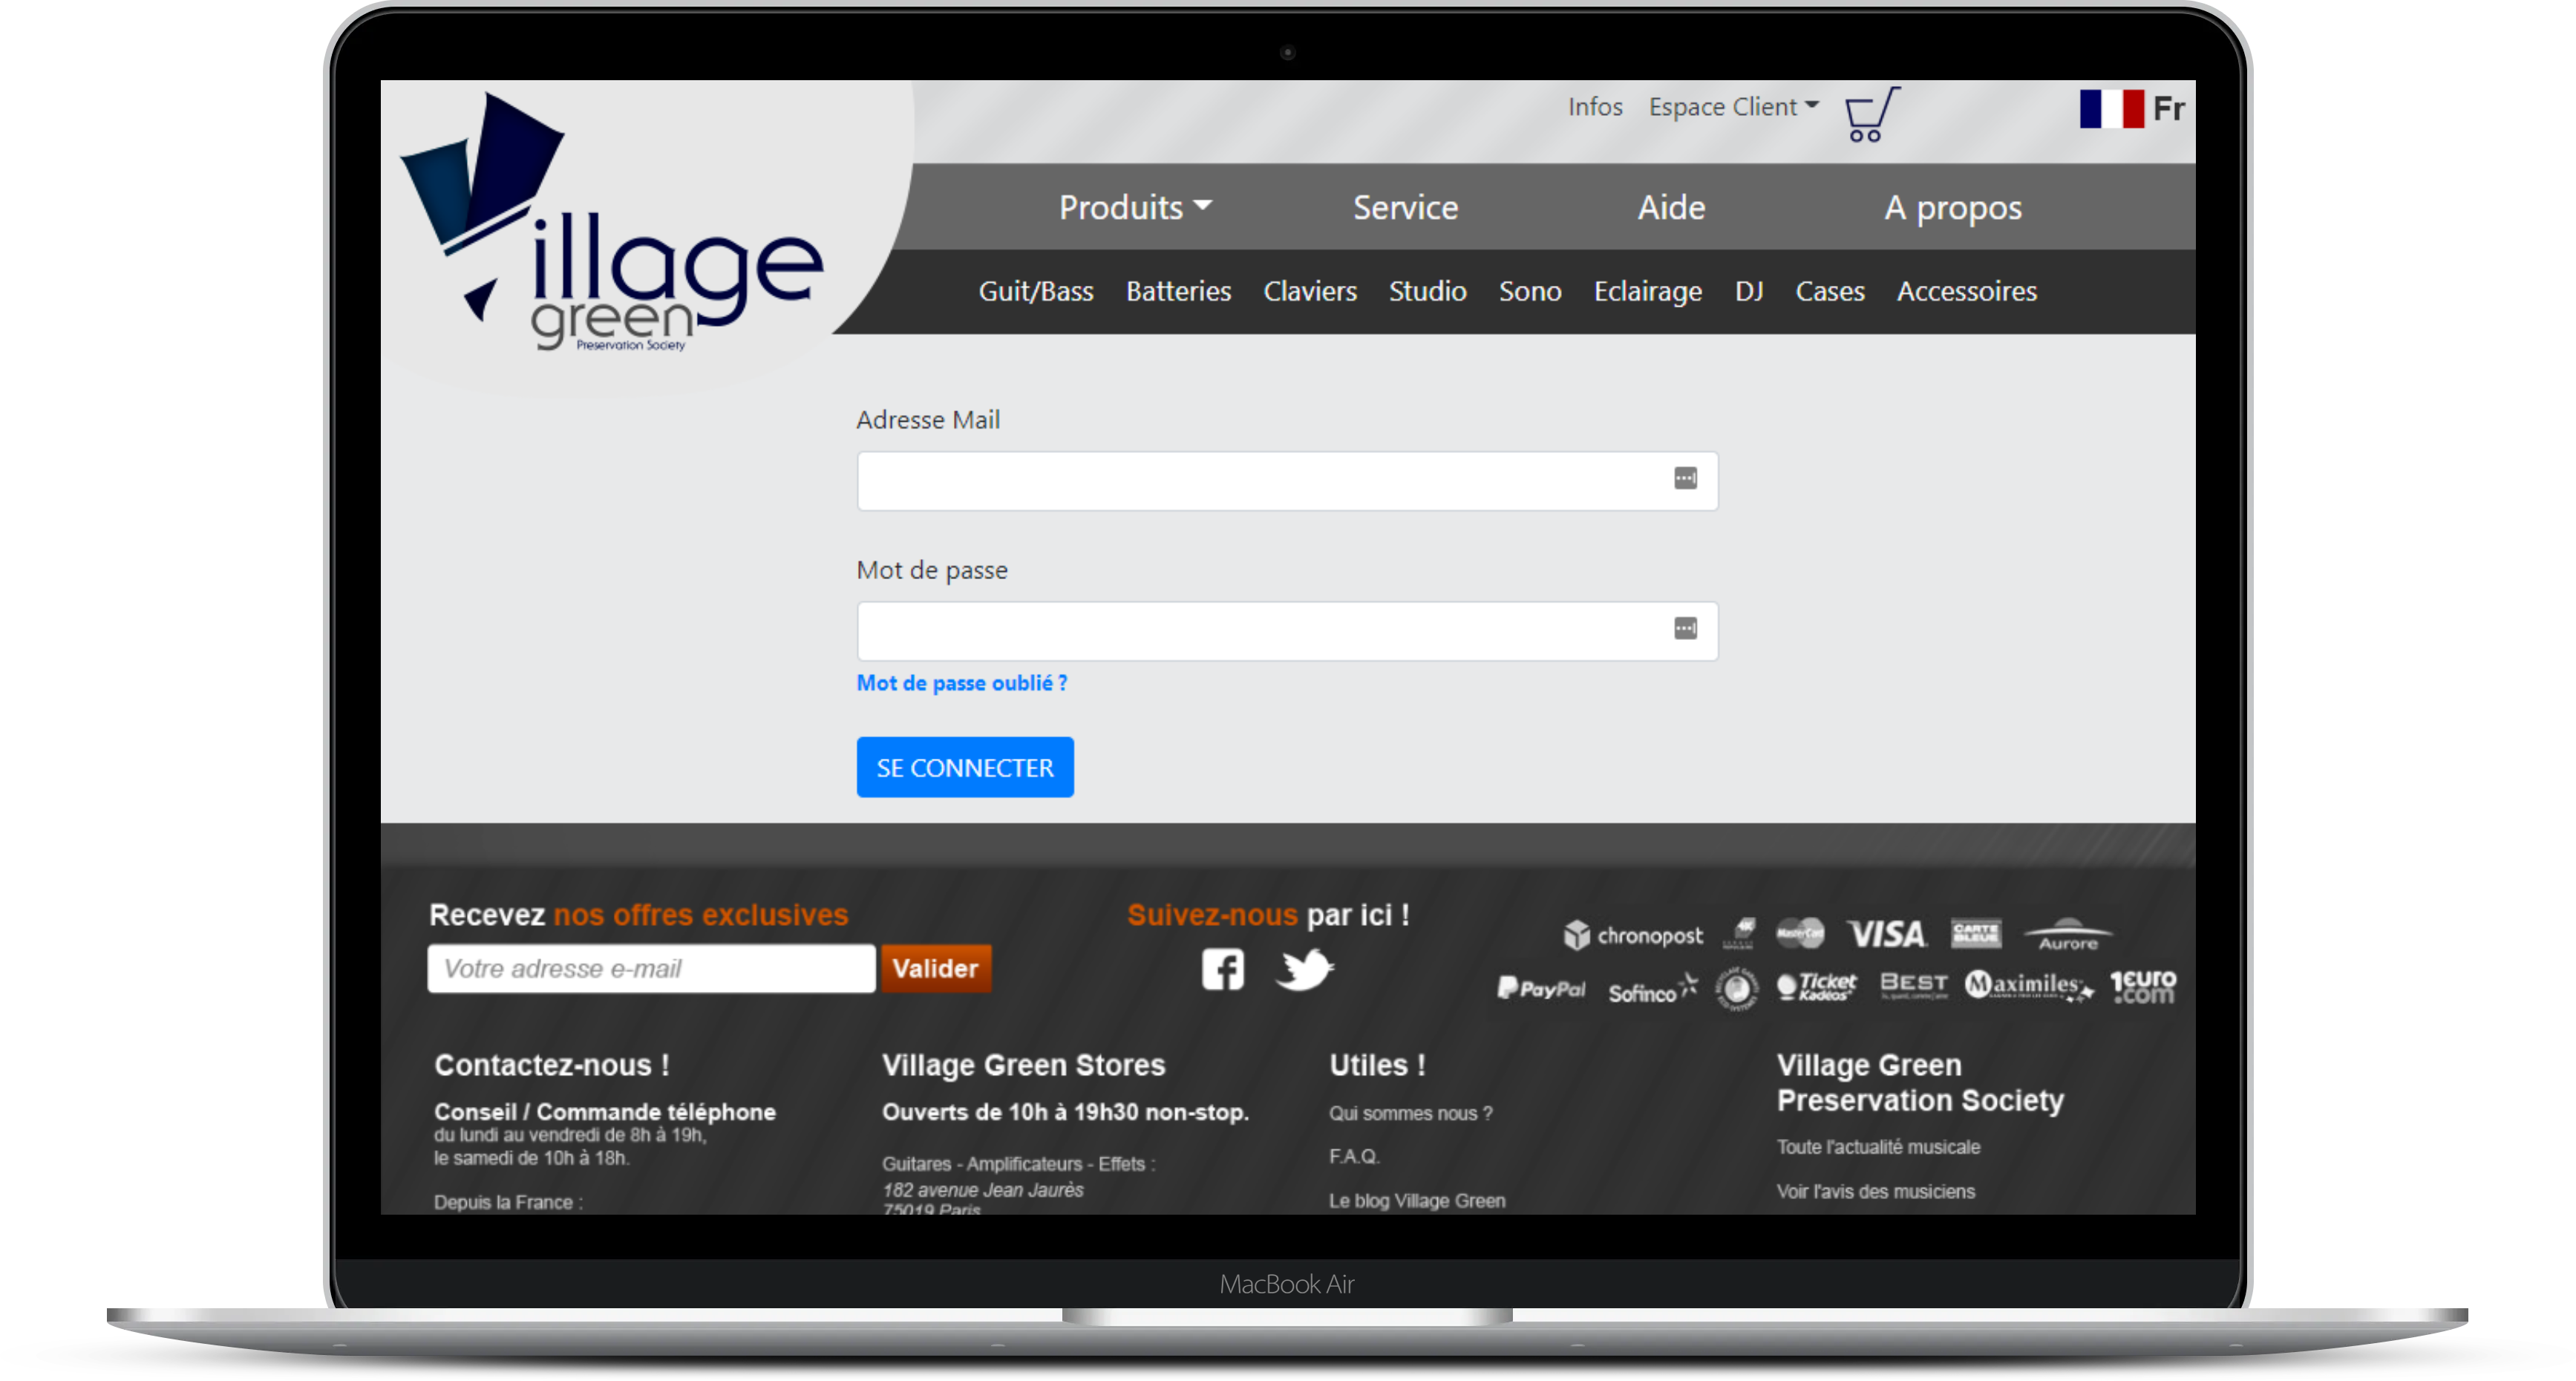 illage
green
Preservation Society
Infos Espace Client
Fr
Produits Service Aide A propos
Guit/Bass Batteries Claviers Studio Sono Eclairage DJ Cases Accessoires
Adresse Mail
Mot de passe
Mot de passe oublié ?
SE CONNECTER
Recevez nos offres exclusives
Votre adresse e-mail
Valider
Suivez-nous par ici !
chronopost MasterCard VISA CARTE BLEUE Aurore
PayPal Sofinco Ticket Kadéos BEST Maximiles 1€uro.com
Contactez-nous !
Conseil / Commande téléphone
du lundi au vendredi de 8h à 19h,
le samedi de 10h à 18h.
Depuis la France :
Village Green Stores
Ouverts de 10h à 19h30 non-stop.
Guitares - Amplificateurs - Effets :
182 avenue Jean Jaurès
75019 Paris
Utiles !
Qui sommes nous ?
F.A.Q.
Le blog Village Green
Village Green
Preservation Society
Toute l'actualité musicale
Voir l'avis des musiciens
MacBook Air